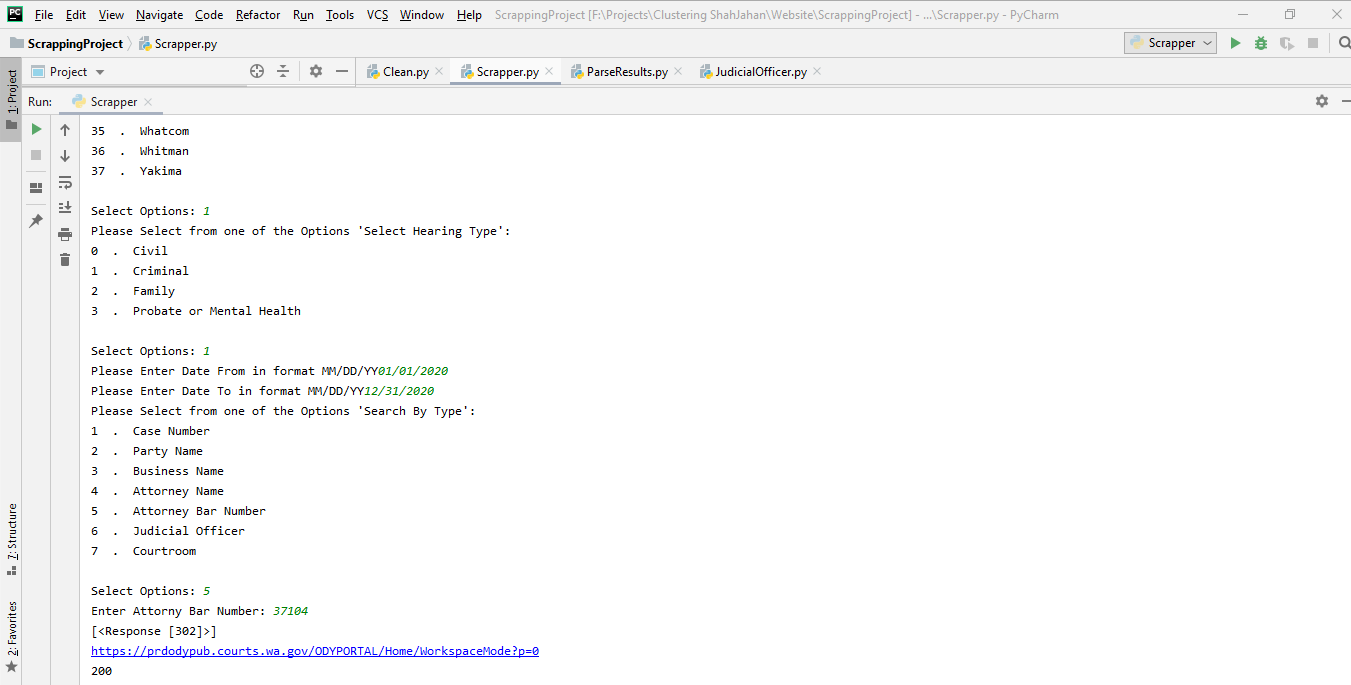 PC File Edit View Navigate Code Refactor Run Tools VCS Window Help ScrappingProject [F:\Projects\Clustering ShahJahan\Website\ScrappingProject] - ...\Scrapper.py - PyCharm
ScrappingProject Scrapper.py Scrapper
1: Project
Project Clean.py Scrapper.py ParseResults.py JudicialOfficer.py
Run: Scrapper
35 . Whatcom
36 . Whitman
37 . Yakima
Select Options: 1
Please Select from one of the Options 'Select Hearing Type':
0 . Civil
1 . Criminal
2 . Family
3 . Probate or Mental Health
Select Options: 1
Please Enter Date From in format MM/DD/YY01/01/2020
Please Enter Date To in format MM/DD/YY12/31/2020
Please Select from one of the Options 'Search By Type':
1 . Case Number
2 . Party Name
3 . Business Name
4 . Attorney Name
5 . Attorney Bar Number
6 . Judicial Officer
7 . Courtroom
Select Options: 5
Enter Attorny Bar Number: 37104
[<Response [302]>]
https://prdodypub.courts.wa.gov/ODYPORTAL/Home/WorkspaceMode?p=0
200
7: Structure
2: Favorites